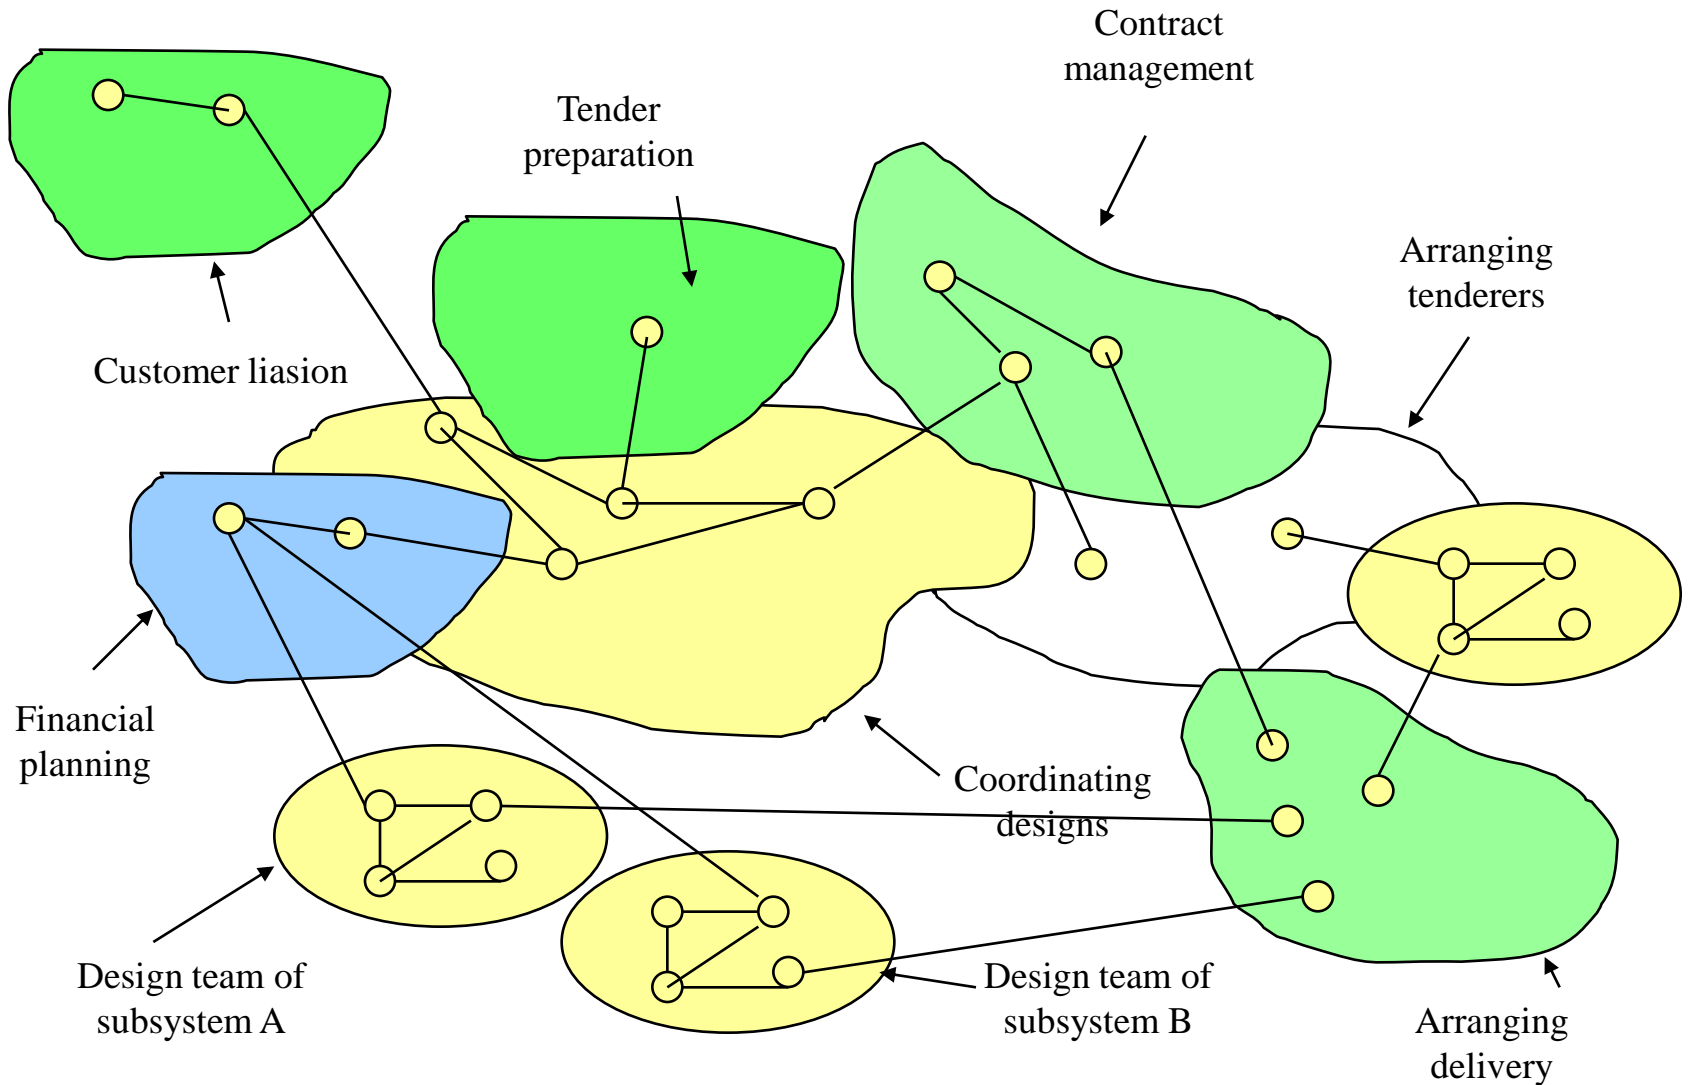 Contract
management
Tender
preparation
Arranging
tenderers
Customer liasion
Financial
planning
Coordinating
designs
Design team of
subsystem A
Design team of
subsystem B
Arranging
delivery